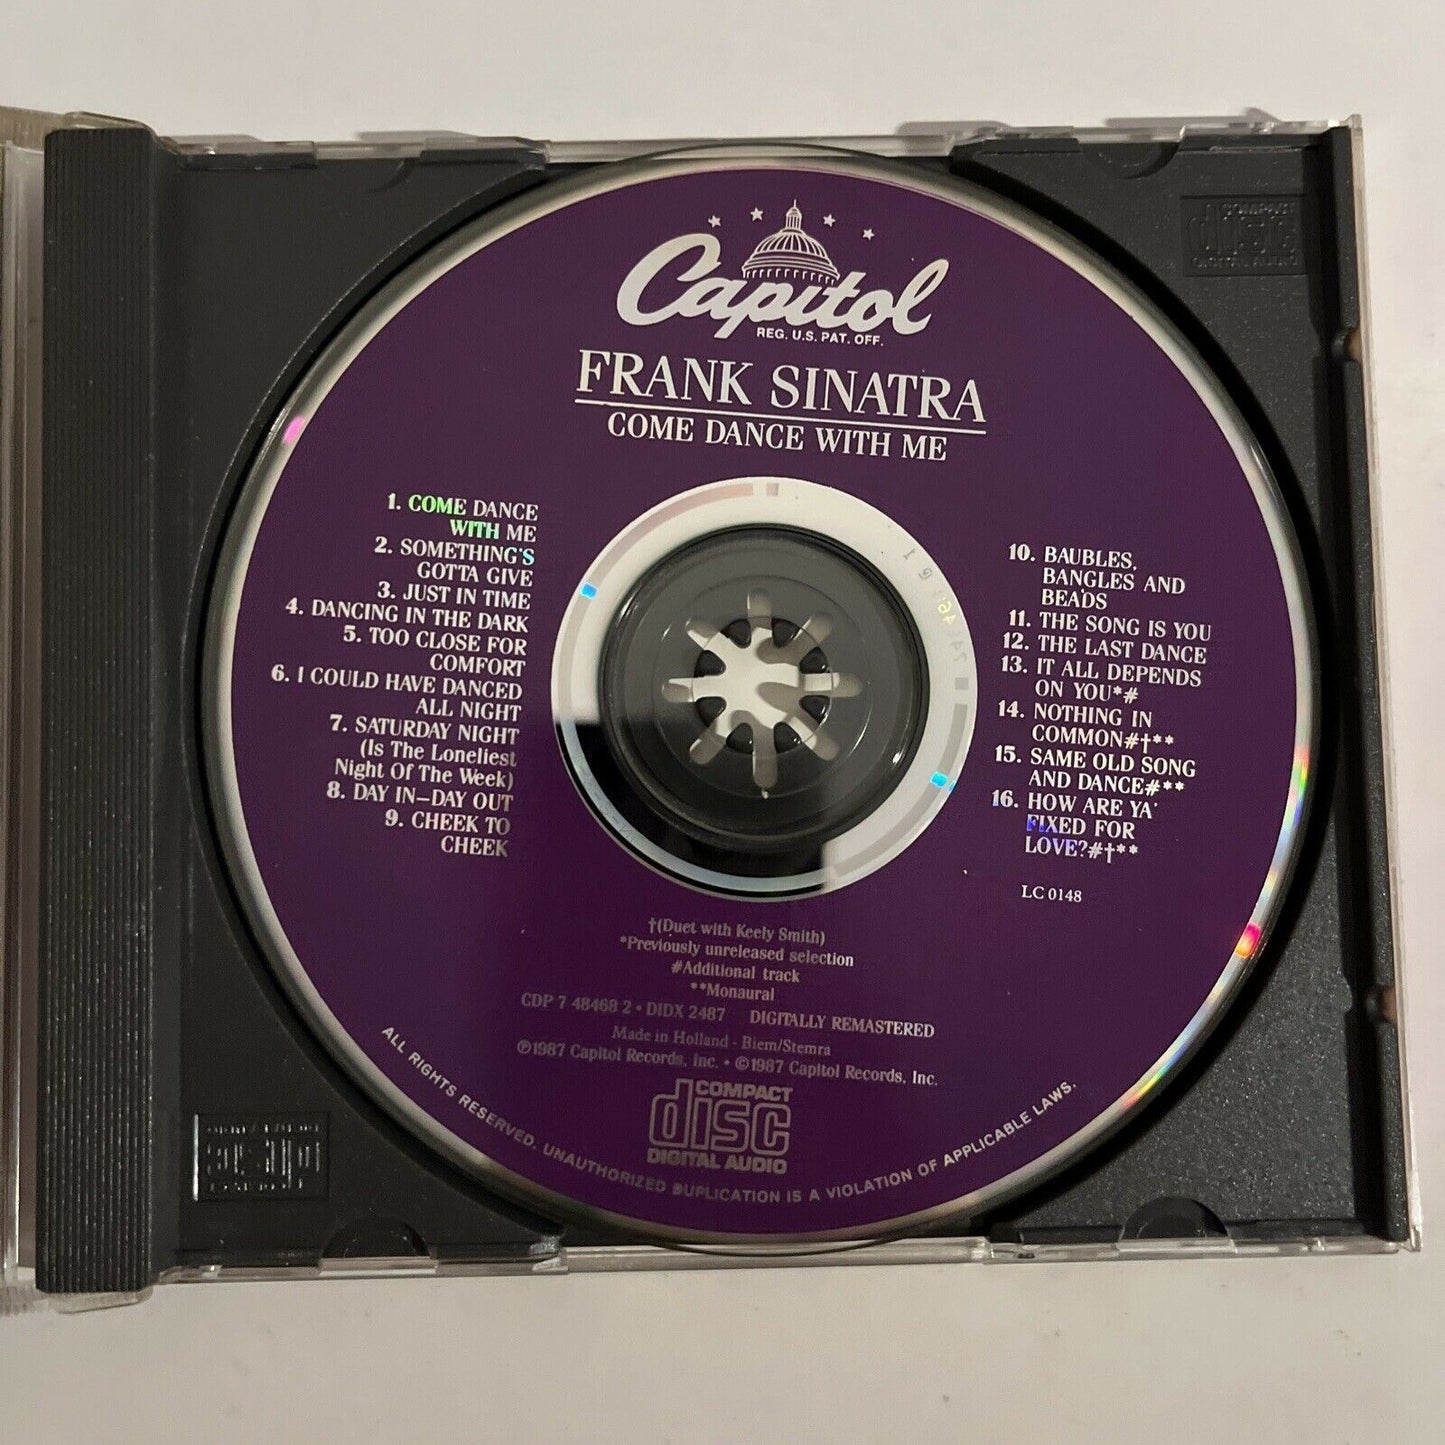 Capitol
REG. U.S. PAT. OFF.
FRANK SINATRA
COME DANCE WITH ME
1. COME DANCE
WITH ME
2. SOMETHING'S
GOTTA GIVE
3. JUST IN TIME
4. DANCING IN THE DARK
5. TOO CLOSE FOR
COMFORT
6. I COULD HAVE DANCED
ALL NIGHT
7. SATURDAY NIGHT
(Is The Loneliest
Night Of The Week)
8. DAY IN–DAY OUT
9. CHEEK TO
CHEEK
10. BAUBLES,
BANGLES AND
BEADS
11. THE SONG IS YOU
12. THE LAST DANCE
13. IT ALL DEPENDS
ON YOU*#
14. NOTHING IN
COMMON#†**
15. SAME OLD SONG
AND DANCE#**
16. HOW ARE YA'
FIXED FOR
LOVE?#†**
LC 0148
†(Duet with Keely Smith)
*Previously unreleased selection
#Additional track
**Monaural
CDP 7 48468 2 • DIDX 2487 DIGITALLY REMASTERED
Made in Holland - Biem/Stemra
℗1987 Capitol Records, Inc. • ©1987 Capitol Records, Inc.
COMPACT
disc
DIGITAL AUDIO
ALL RIGHTS RESERVED. UNAUTHORIZED DUPLICATION IS A VIOLATION OF APPLICABLE LAWS.
COMPACT
disc
DIGITAL AUDIO